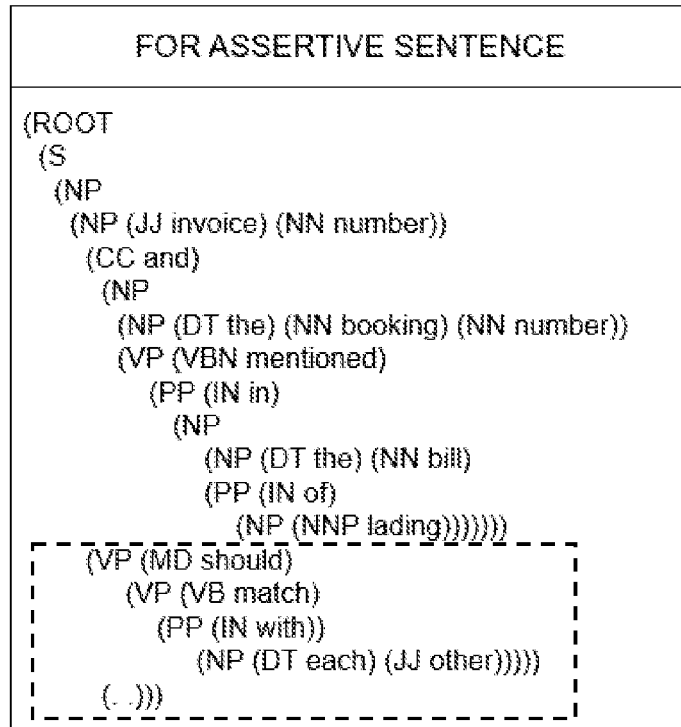 FOR ASSERTIVE SENTENCE
(ROOT
(S
(NP
(NP (JJ invoice) (NN number))
(CC and)
(NP
(NP (DT the) (NN booking) (NN number))
(VP (VBN mentioned)
(PP (IN in)
(NP
(NP (DT the) (NN bill)
(PP (IN of)
(NP (NNP lading)))))))
(VP (MD should)
(VP (VB match)
(PP (IN with))
(NP (DT each) (JJ other)))))
(. .)))